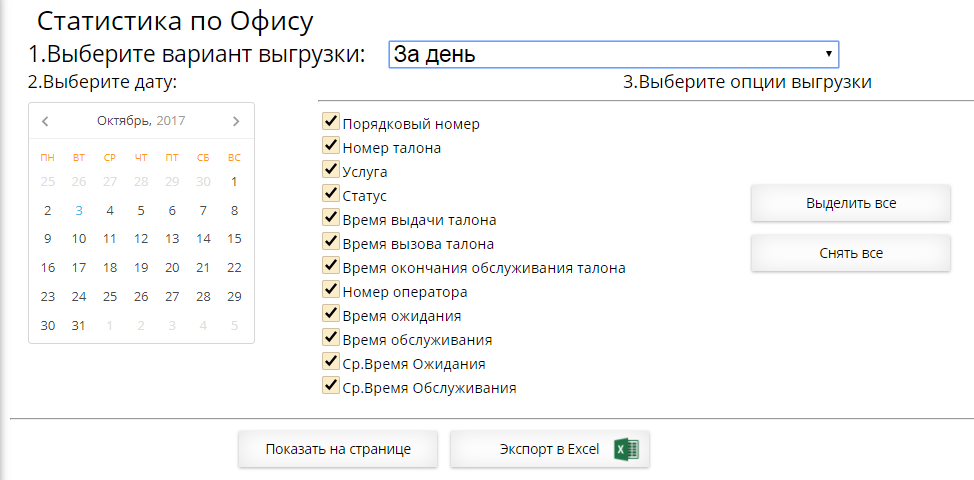 Статистика по Офису
1.Выберите вариант выгрузки: За день
2.Выберите дату:
3.Выберите опции выгрузки
Октябрь, 2017
ПН ВТ СР ЧТ ПТ СБ ВС
25 26 27 28 29 30 1
2 3 4 5 6 7 8
9 10 11 12 13 14 15
16 17 18 19 20 21 22
23 24 25 26 27 28 29
30 31 1 2 3 4 5
Порядковый номер
Номер талона
Услуга
Статус
Время выдачи талона
Время вызова талона
Время окончания обслуживания талона
Номер оператора
Время ожидания
Время обслуживания
Ср.Время Ожидания
Ср.Время Обслуживания
Выделить все
Снять все
Показать на странице
Экспорт в Excel